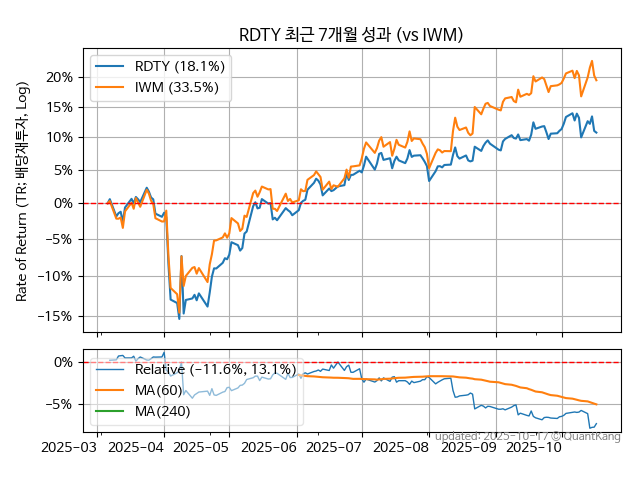 RDTY 최근 7개월 성과 (vs IWM)
Rate of Return (TR: 배당재투자, Log)
RDTY (18.1%)
IWM (33.5%)
20%
15%
10%
5%
0%
−5%
−10%
−15%
Relative (−11.6%, 13.1%)
MA(60)
MA(240)
0%
−5%
2025-03
2025-04
2025-05
2025-06
2025-07
2025-08
2025-09
2025-10
updated: 2025-10-17 © QuantKang